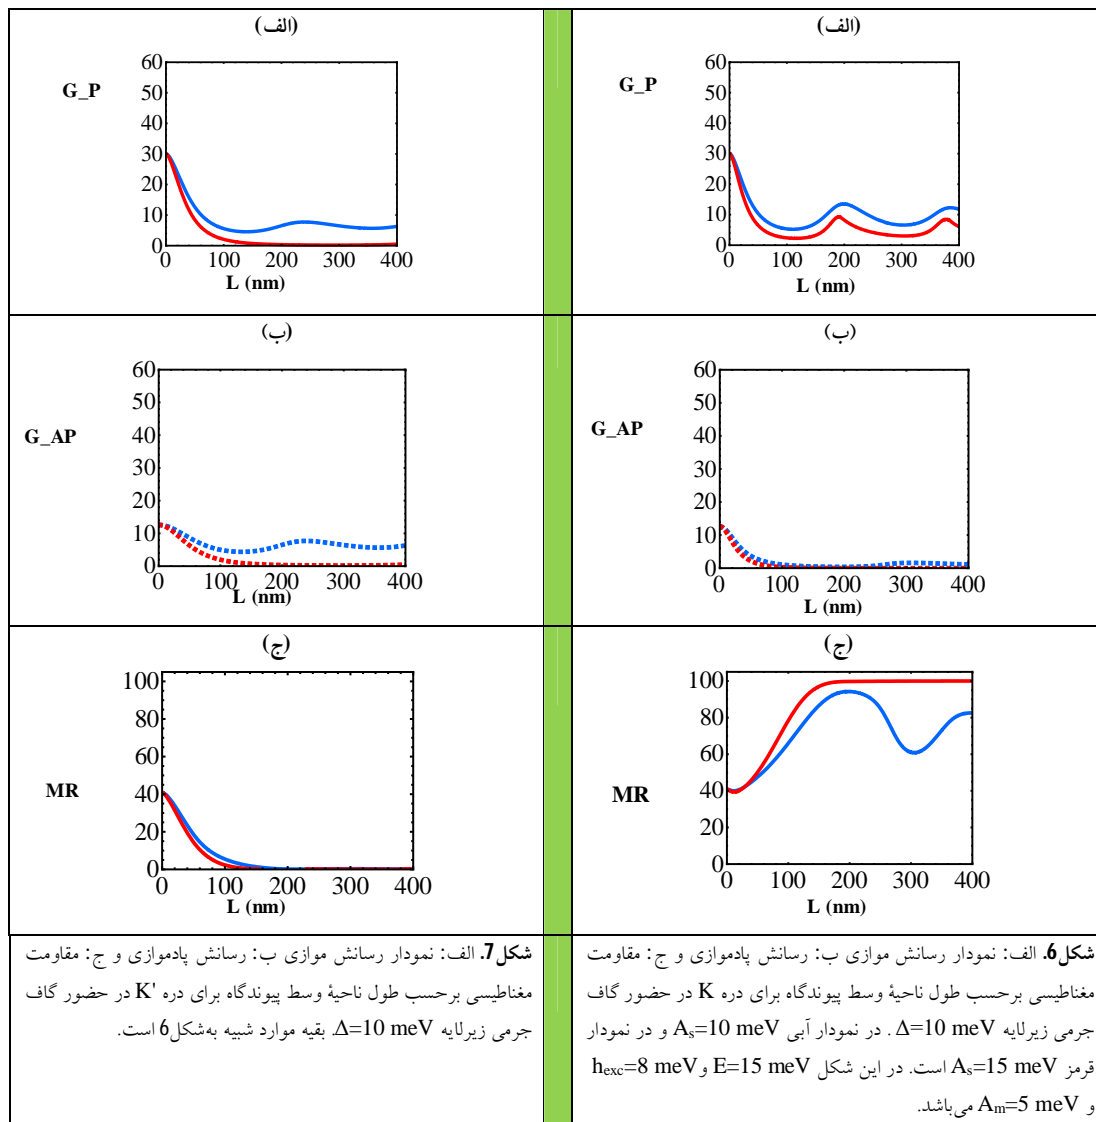 (الف)
60
50
40
30
20
10
0
G_P
0 100 200 300 400
L (nm)
(ب)
60
50
40
30
20
10
0
G_AP
0 100 200 300 400
L (nm)
(ج)
100
80
60
40
20
0
MR
0 100 200 300 400
L (nm)
شکل6. الف: نمودار رسانش موازی ب: رسانش پادموازی و ج: مقاومت
مغناطیسی برحسب طول ناحیهٔ وسط پیوندگاه برای دره K در حضور گاف
جرمی زیرلایه Δ=10 meV . در نمودار آبی As=10 meV و در نمودار
قرمز As=15 meV است. در این شکل E=15 meV و hexc=8 meV
و Am=5 meV می‌باشد.
(الف)
60
50
40
30
20
10
0
G_P
0 100 200 300 400
L (nm)
(ب)
60
50
40
30
20
10
0
G_AP
0 100 200 300 400
L (nm)
(ج)
100
80
60
40
20
0
MR
0 100 200 300 400
L (nm)
شکل7. الف: نمودار رسانش موازی ب: رسانش پادموازی و ج: مقاومت
مغناطیسی برحسب طول ناحیهٔ وسط پیوندگاه برای دره K' در حضور گاف
جرمی زیرلایه Δ=10 meV. بقیه موارد شبیه به‌شکل6 است.